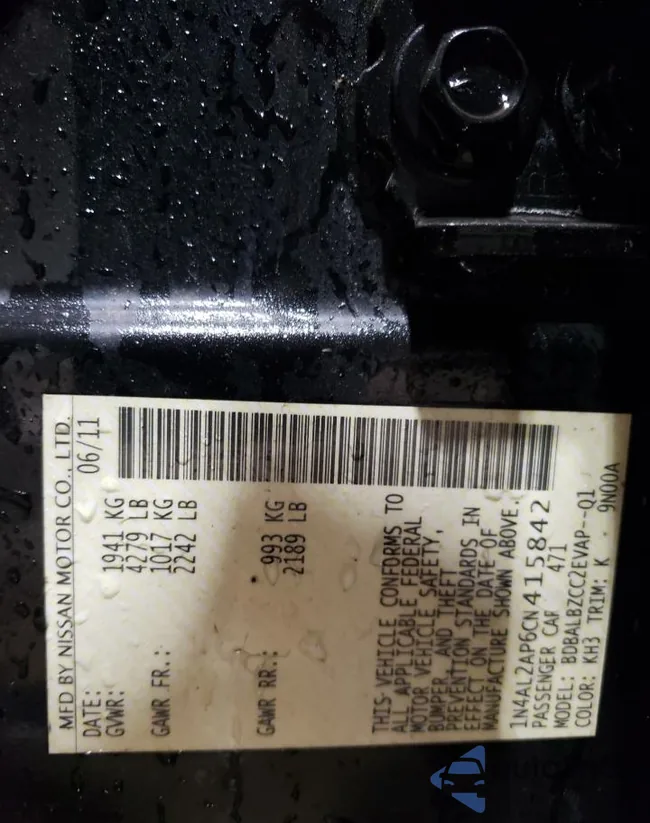 MFD BY NISSAN MOTOR CO., LTD.
DATE: 06/11
GVWR: 1941 KG
4279 LB
GAWR FR.: 1017 KG
2242 LB
GAWR RR.: 993 KG
2189 LB
THIS VEHICLE CONFORMS TO
ALL APPLICABLE FEDERAL
MOTOR VEHICLE SAFETY,
BUMPER, AND THEFT
PREVENTION STANDARDS IN
EFFECT ON THE DATE OF
MANUFACTURE SHOWN ABOVE.
1N4AL2AP6CN415842
PASSENGER CAR 471
MODEL: BDBALBZCC2EVAP--Q1
COLOR: KH3 TRIM: K 9N00A